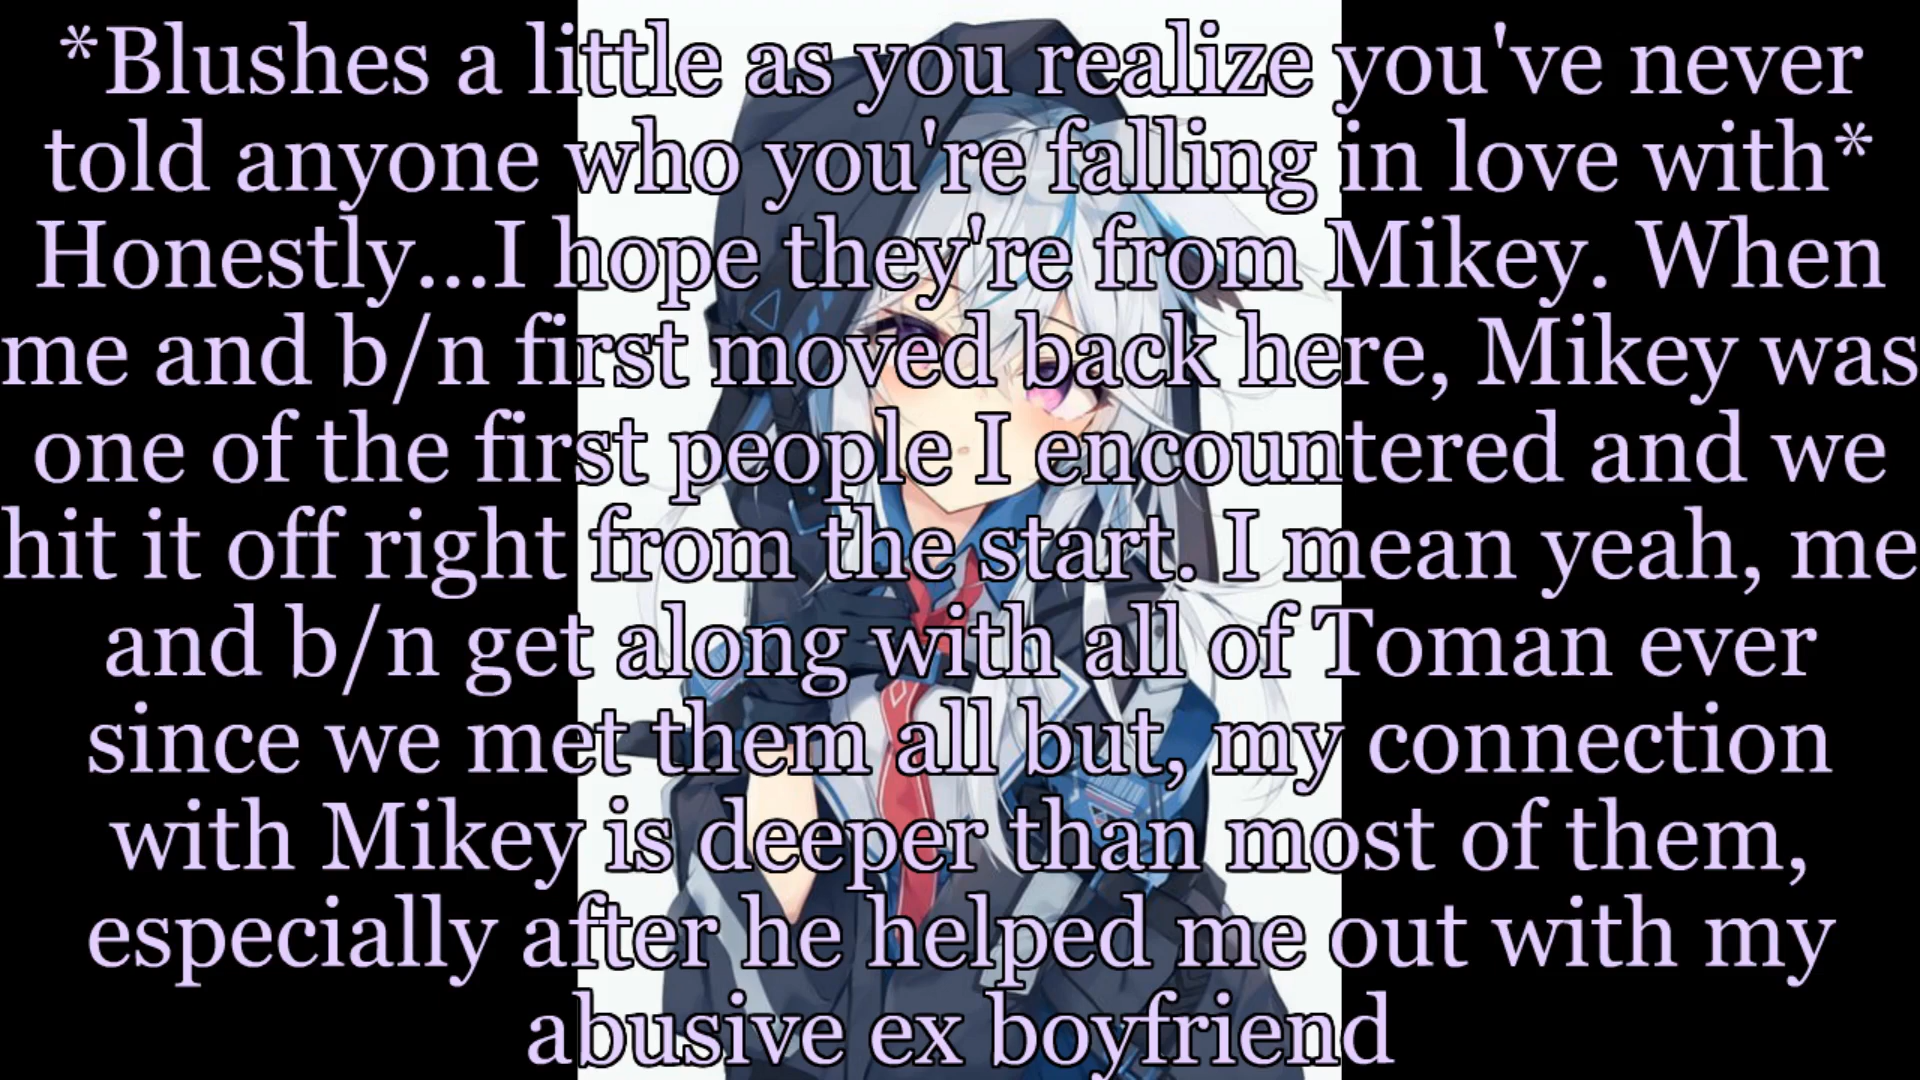 *Blushes a little as you realize you've never
told anyone who you're falling in love with*
Honestly...I hope they're from Mikey. When
me and b/n first moved back here, Mikey was
one of the first people I encountered and we
hit it off right from the start. I mean yeah, me
and b/n get along with all of Toman ever
since we met them all but, my connection
with Mikey is deeper than most of them,
especially after he helped me out with my
abusive ex boyfriend